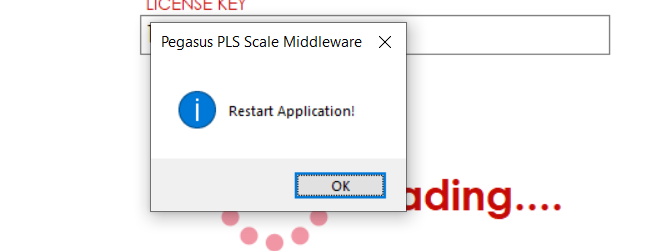 LICENSE KEY
Pegasus PLS Scale Middleware
Restart Application!
OK
ading....